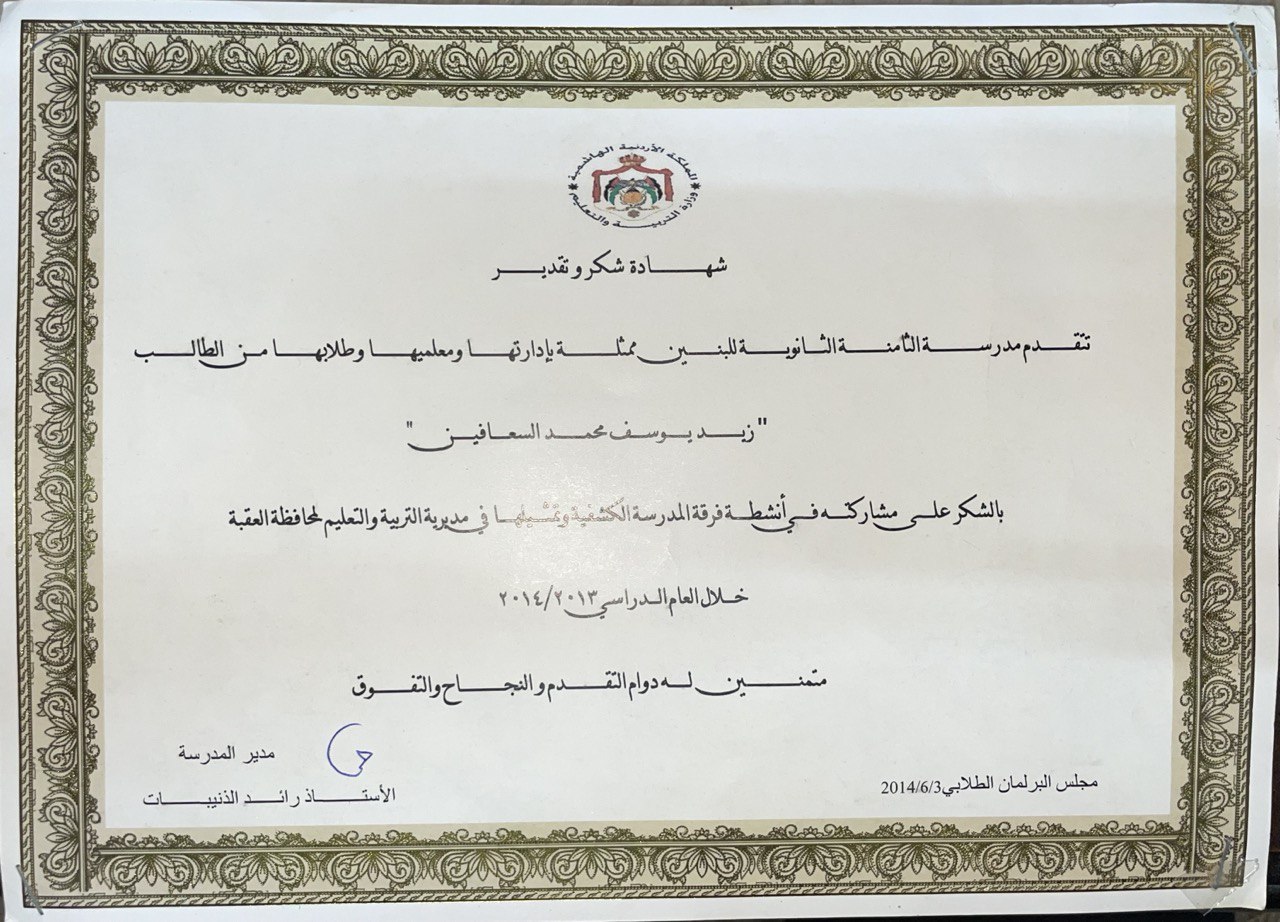 المملكة الأردنية الهاشمية
وزارة التربية والتعليم
شهادة شكر وتقدير
تتقدم مدرسة الثامنة الثانوية للبنين ممثلة بإدارتها ومعلميها وطلابها من الطالب
"زيد يوسف محمد السعافين"
بالشكر على مشاركته في أنشطة فرقة المدرسة الكشفية وتمثيلها في مديرية التربية والتعليم لمحافظة العقبة
خلال العام الدراسي ٢٠١٤/٢٠١٣
متمنين له دوام التقدم والنجاح والتفوق
مدير المدرسة
مجلس البرلمان الطلابي 2014/6/3
الأستاذ رائد الذنيبات